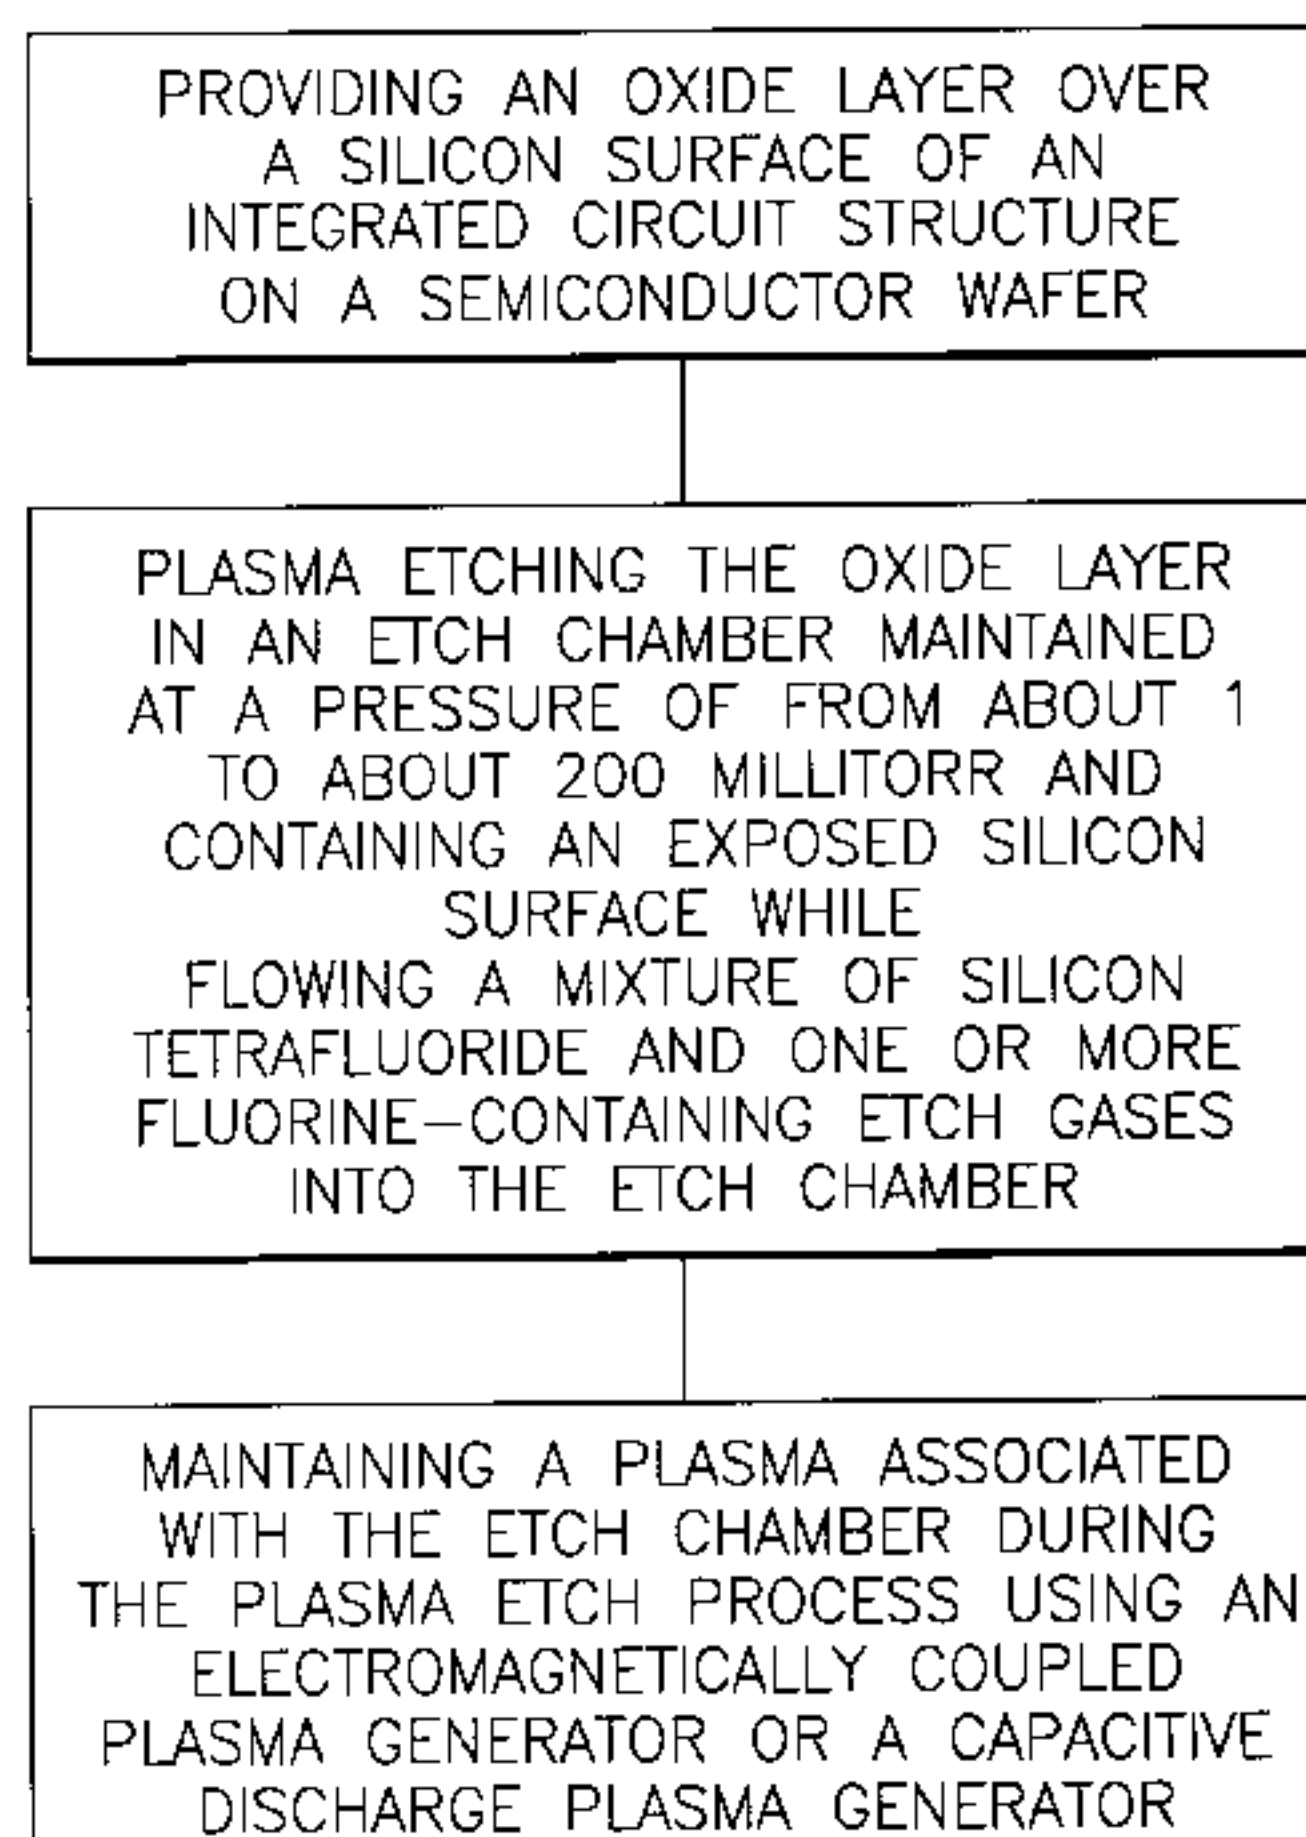 PROVIDING AN OXIDE LAYER OVER
A SILICON SURFACE OF AN
INTEGRATED CIRCUIT STRUCTURE
ON A SEMICONDUCTOR WAFER
PLASMA ETCHING THE OXIDE LAYER
IN AN ETCH CHAMBER MAINTAINED
AT A PRESSURE OF FROM ABOUT 1
TO ABOUT 200 MILLITORR AND
CONTAINING AN EXPOSED SILICON
SURFACE WHILE
FLOWING A MIXTURE OF SILICON
TETRAFLUORIDE AND ONE OR MORE
FLUORINE-CONTAINING ETCH GASES
INTO THE ETCH CHAMBER
MAINTAINING A PLASMA ASSOCIATED
WITH THE ETCH CHAMBER DURING
THE PLASMA ETCH PROCESS USING AN
ELECTROMAGNETICALLY COUPLED
PLASMA GENERATOR OR A CAPACITIVE
DISCHARGE PLASMA GENERATOR